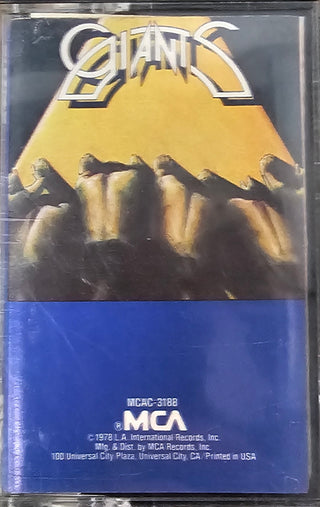 GIANTS
MCAC-3188
® MCA
© 1978 L.A. International Records, Inc.
Mfg. & Dist. by MCA Records, Inc.
100 Universal City Plaza, Universal City, CA./Printed in USA